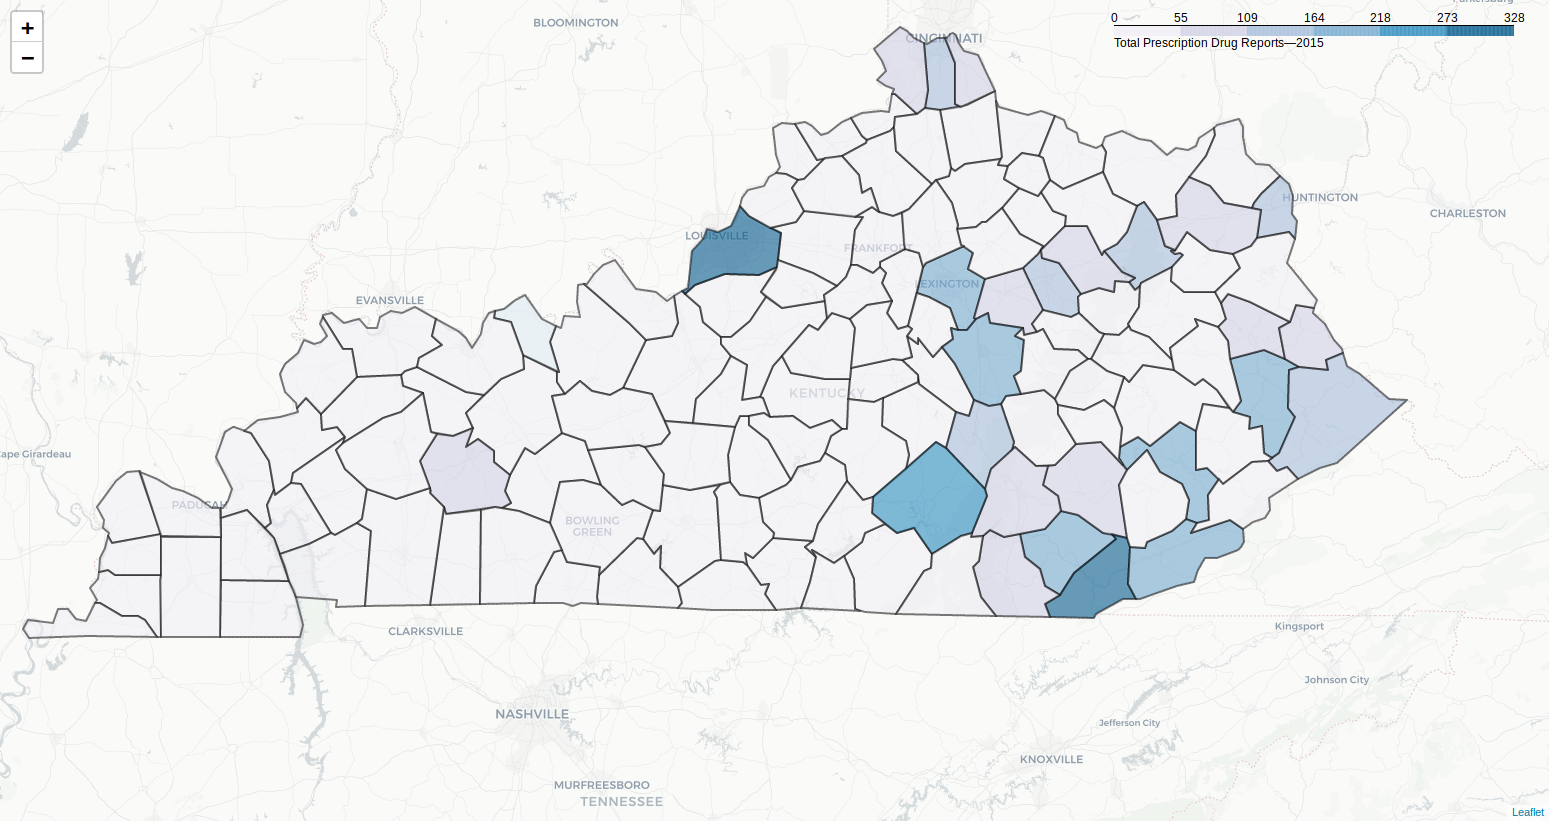 +
−
BLOOMINGTON
CINCINNATI
0 55 109 164 218 273 328
Total Prescription Drug Reports—2015
HUNTINGTON
CHARLESTON
LOUISVILLE
FRANKFORT
LEXINGTON
EVANSVILLE
KENTUCKY
Cape Girardeau
PADUCAH
BOWLING
GREEN
CLARKSVILLE
Kingsport
Johnson City
NASHVILLE
Jefferson City
KNOXVILLE
MURFREESBORO
TENNESSEE
Leaflet